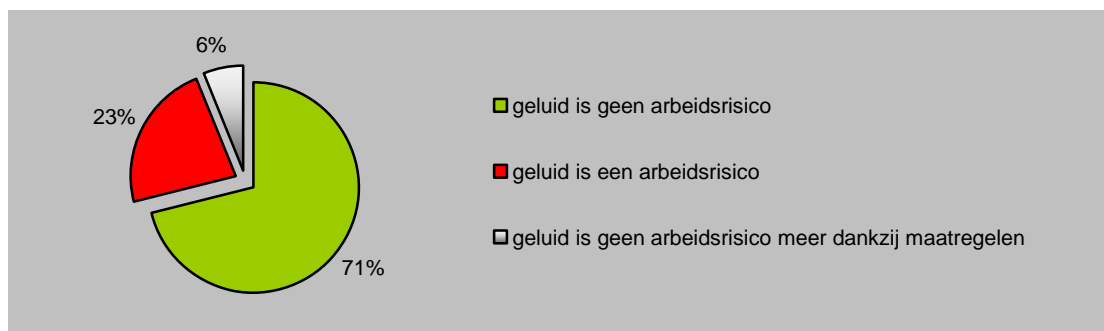 6%
23%
71%
geluid is geen arbeidsrisico
geluid is een arbeidsrisico
geluid is geen arbeidsrisico meer dankzij maatregelen